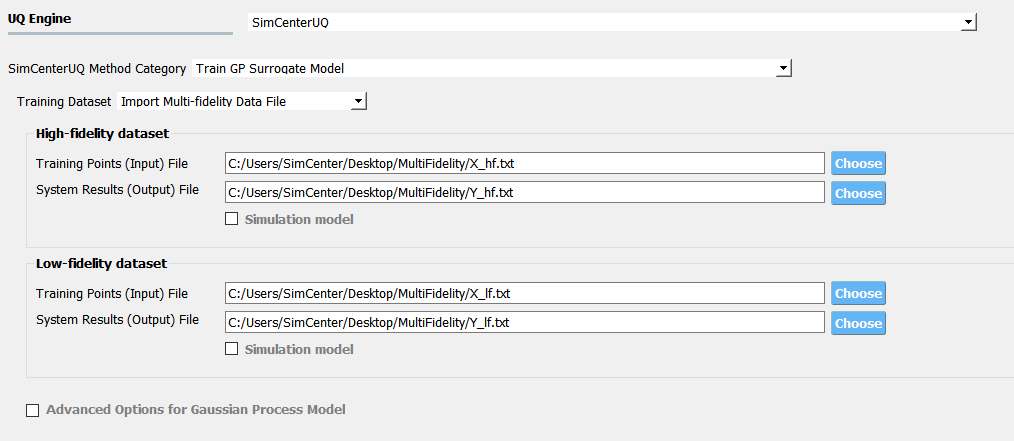 UQ Engine SimCenterUQ
SimCenterUQ Method Category Train GP Surrogate Model
Training Dataset Import Multi-fidelity Data File
High-fidelity dataset
Training Points (Input) File C:/Users/SimCenter/Desktop/MultiFidelity/X_hf.txt Choose
System Results (Output) File C:/Users/SimCenter/Desktop/MultiFidelity/Y_hf.txt Choose
Simulation model
Low-fidelity dataset
Training Points (Input) File C:/Users/SimCenter/Desktop/MultiFidelity/X_lf.txt Choose
System Results (Output) File C:/Users/SimCenter/Desktop/MultiFidelity/Y_lf.txt Choose
Simulation model
Advanced Options for Gaussian Process Model